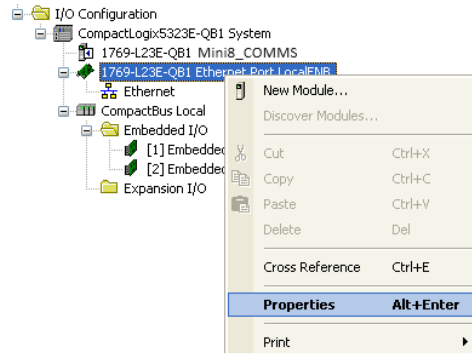 I/O Configuration
CompactLogix5323E-QB1 System
1769-L23E-QB1 Mini8_COMMS
1769-L23E-QB1 Ethernet Port LocalENB
Ethernet
CompactBus Local
Embedded I/O
[1] Embedded
[2] Embedded
Expansion I/O
New Module...
Discover Modules...
Cut Ctrl+X
Copy Ctrl+C
Paste Ctrl+V
Delete Del
Cross Reference Ctrl+E
Properties Alt+Enter
Print